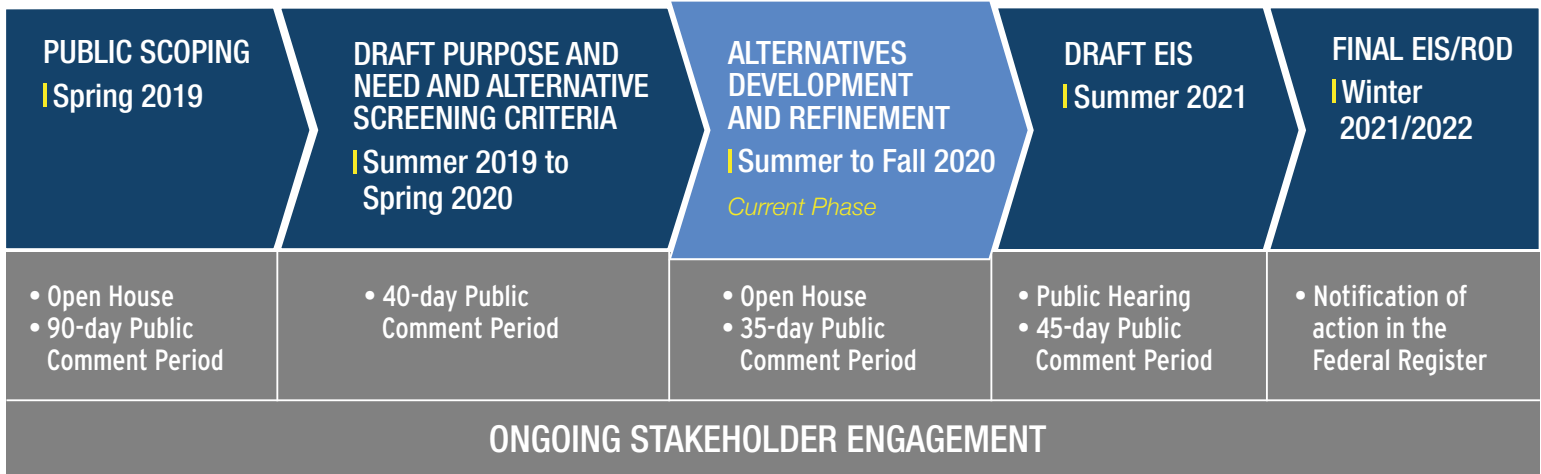 PUBLIC SCOPING
Spring 2019
DRAFT PURPOSE AND
NEED AND ALTERNATIVE
SCREENING CRITERIA
Summer 2019 to
Spring 2020
ALTERNATIVES
DEVELOPMENT
AND REFINEMENT
Summer to Fall 2020
Current Phase
DRAFT EIS
Summer 2021
FINAL EIS/ROD
Winter
2021/2022
• Open House
• 90-day Public
Comment Period
• 40-day Public
Comment Period
• Open House
• 35-day Public
Comment Period
• Public Hearing
• 45-day Public
Comment Period
• Notification of
action in the
Federal Register
ONGOING STAKEHOLDER ENGAGEMENT